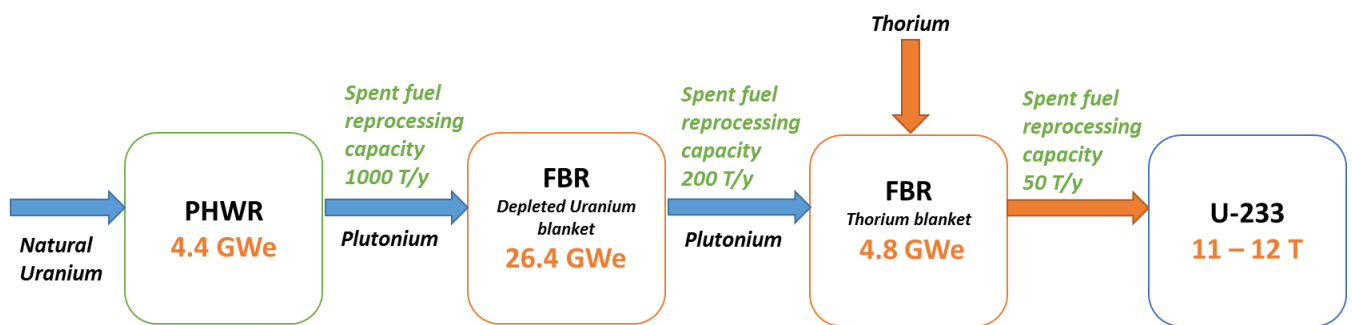 Natural
Uranium
PHWR
4.4 GWe
Spent fuel
reprocessing
capacity
1000 T/y
Plutonium
FBR
Depleted Uranium
blanket
26.4 GWe
Spent fuel
reprocessing
capacity
200 T/y
Plutonium
Thorium
FBR
Thorium blanket
4.8 GWe
Spent fuel
reprocessing
capacity
50 T/y
U-233
11 – 12 T